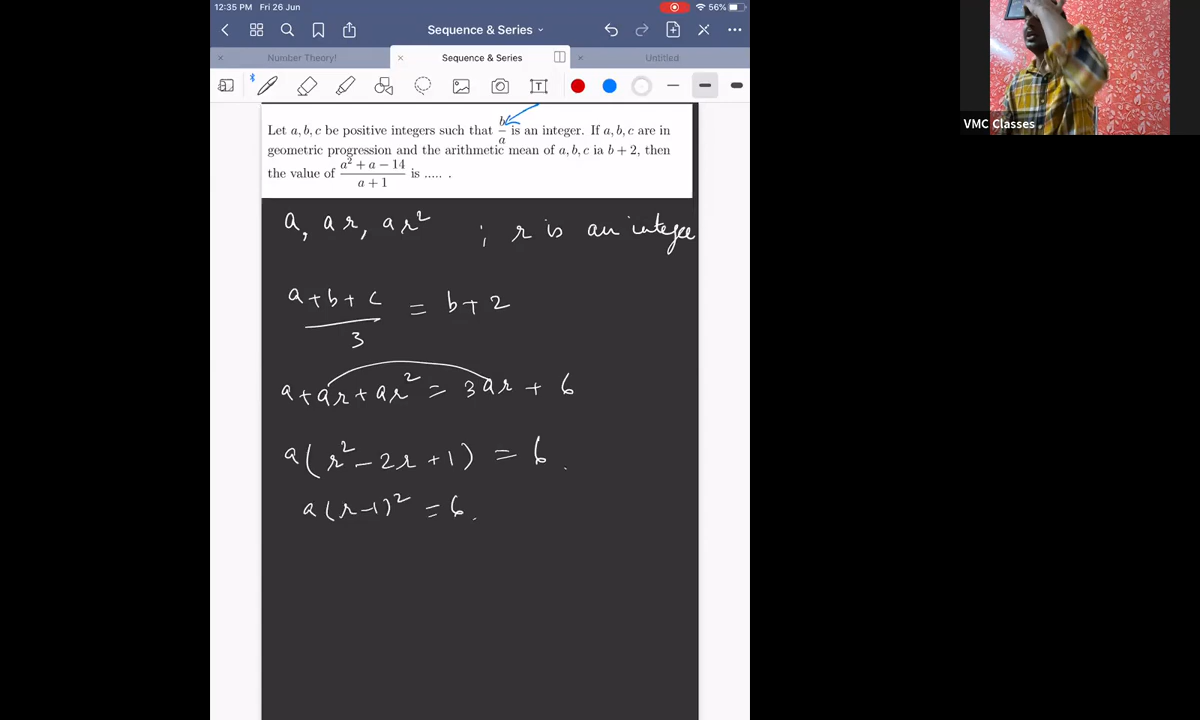 12:35 PM Fri 26 Jun
56%
Sequence & Series
Number Theory!
Sequence & Series
Untitled
Let a, b, c be positive integers such that b/a is an integer. If a, b, c are in
geometric progression and the arithmetic mean of a, b, c ia b + 2, then
the value of (a² + a − 14)/(a + 1) is ..... .
a, ar, ar² ; r is an integer
(a+b+c)/3 = b+2
a+ar+ar² = 3ar + 6
a(r² − 2r + 1) = 6.
a(r−1)² = 6.
VMC Classes